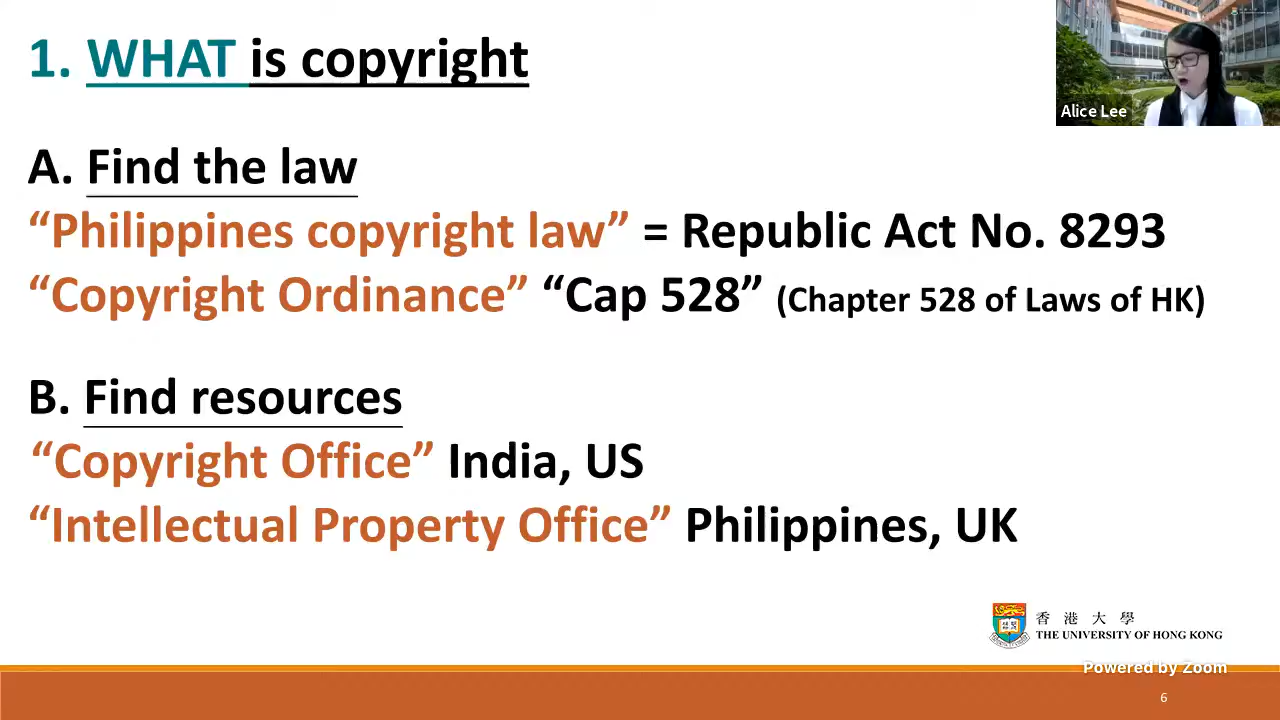 1. WHAT is copyright
Alice Lee
A. Find the law
“Philippines copyright law” = Republic Act No. 8293
“Copyright Ordinance” “Cap 528” (Chapter 528 of Laws of HK)
B. Find resources
“Copyright Office” India, US
“Intellectual Property Office” Philippines, UK
香港大學
THE UNIVERSITY OF HONG KONG
Powered by Zoom
6